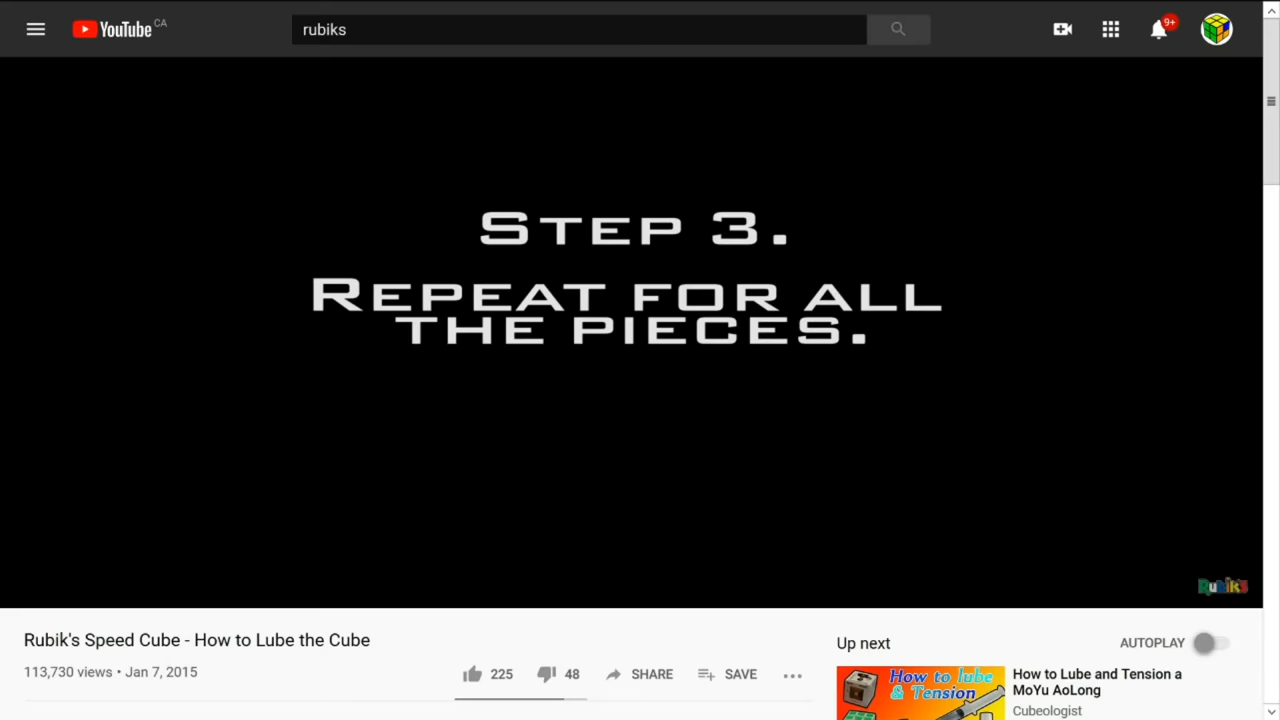 YouTube CA
rubiks
9+
STEP 3.
REPEAT FOR ALL
THE PIECES.
Rubik's
Rubik's Speed Cube - How to Lube the Cube
113,730 views • Jan 7, 2015
225 48 SHARE SAVE
Up next
AUTOPLAY
How to lube
& Tension
How to Lube and Tension a
MoYu AoLong
Cubeologist